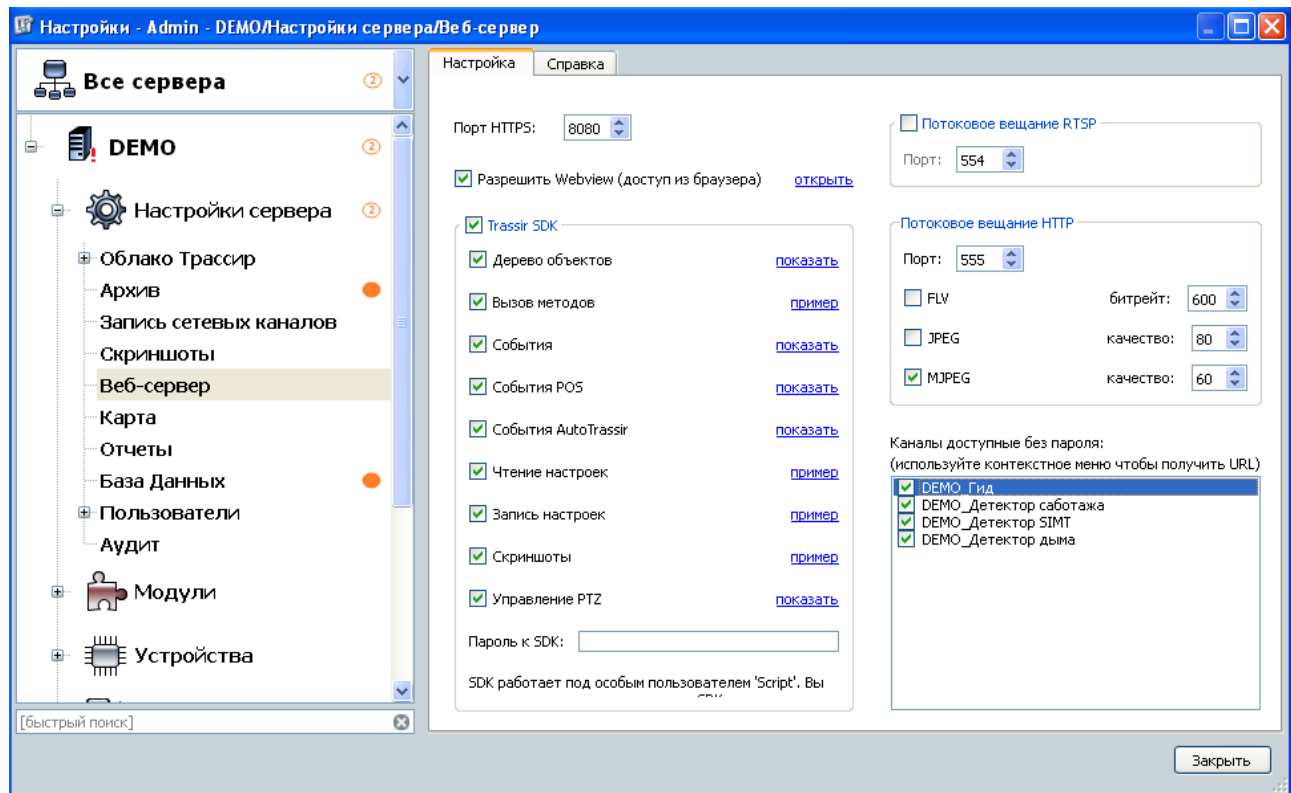 Настройки - Admin - DEMO/Настройки сервера/Веб-сервер
Все сервера
2
DEMO
2
Настройки сервера
2
Облако Трассир
Архив
Запись сетевых каналов
Скриншоты
Веб-сервер
Карта
Отчеты
База Данных
Пользователи
Аудит
Модули
Устройства
[быстрый поиск]
Настройка
Справка
Порт HTTPS: 8080
Разрешить Webview (доступ из браузера) открыть
Trassir SDK
Дерево объектов показать
Вызов методов пример
События показать
События POS показать
События AutoTrassir показать
Чтение настроек пример
Запись настроек пример
Скриншоты пример
Управление PTZ показать
Пароль к SDK:
SDK работает под особым пользователем 'Script'. Вы
Потоковое вещание RTSP
Порт: 554
Потоковое вещание HTTP
Порт: 555
FLV битрейт: 600
JPEG качество: 80
MJPEG качество: 60
Каналы доступные без пароля:
(используйте контекстное меню чтобы получить URL)
DEMO_Гид
DEMO_Детектор саботажа
DEMO_Детектор SIMT
DEMO_Детектор дыма
Закрыть